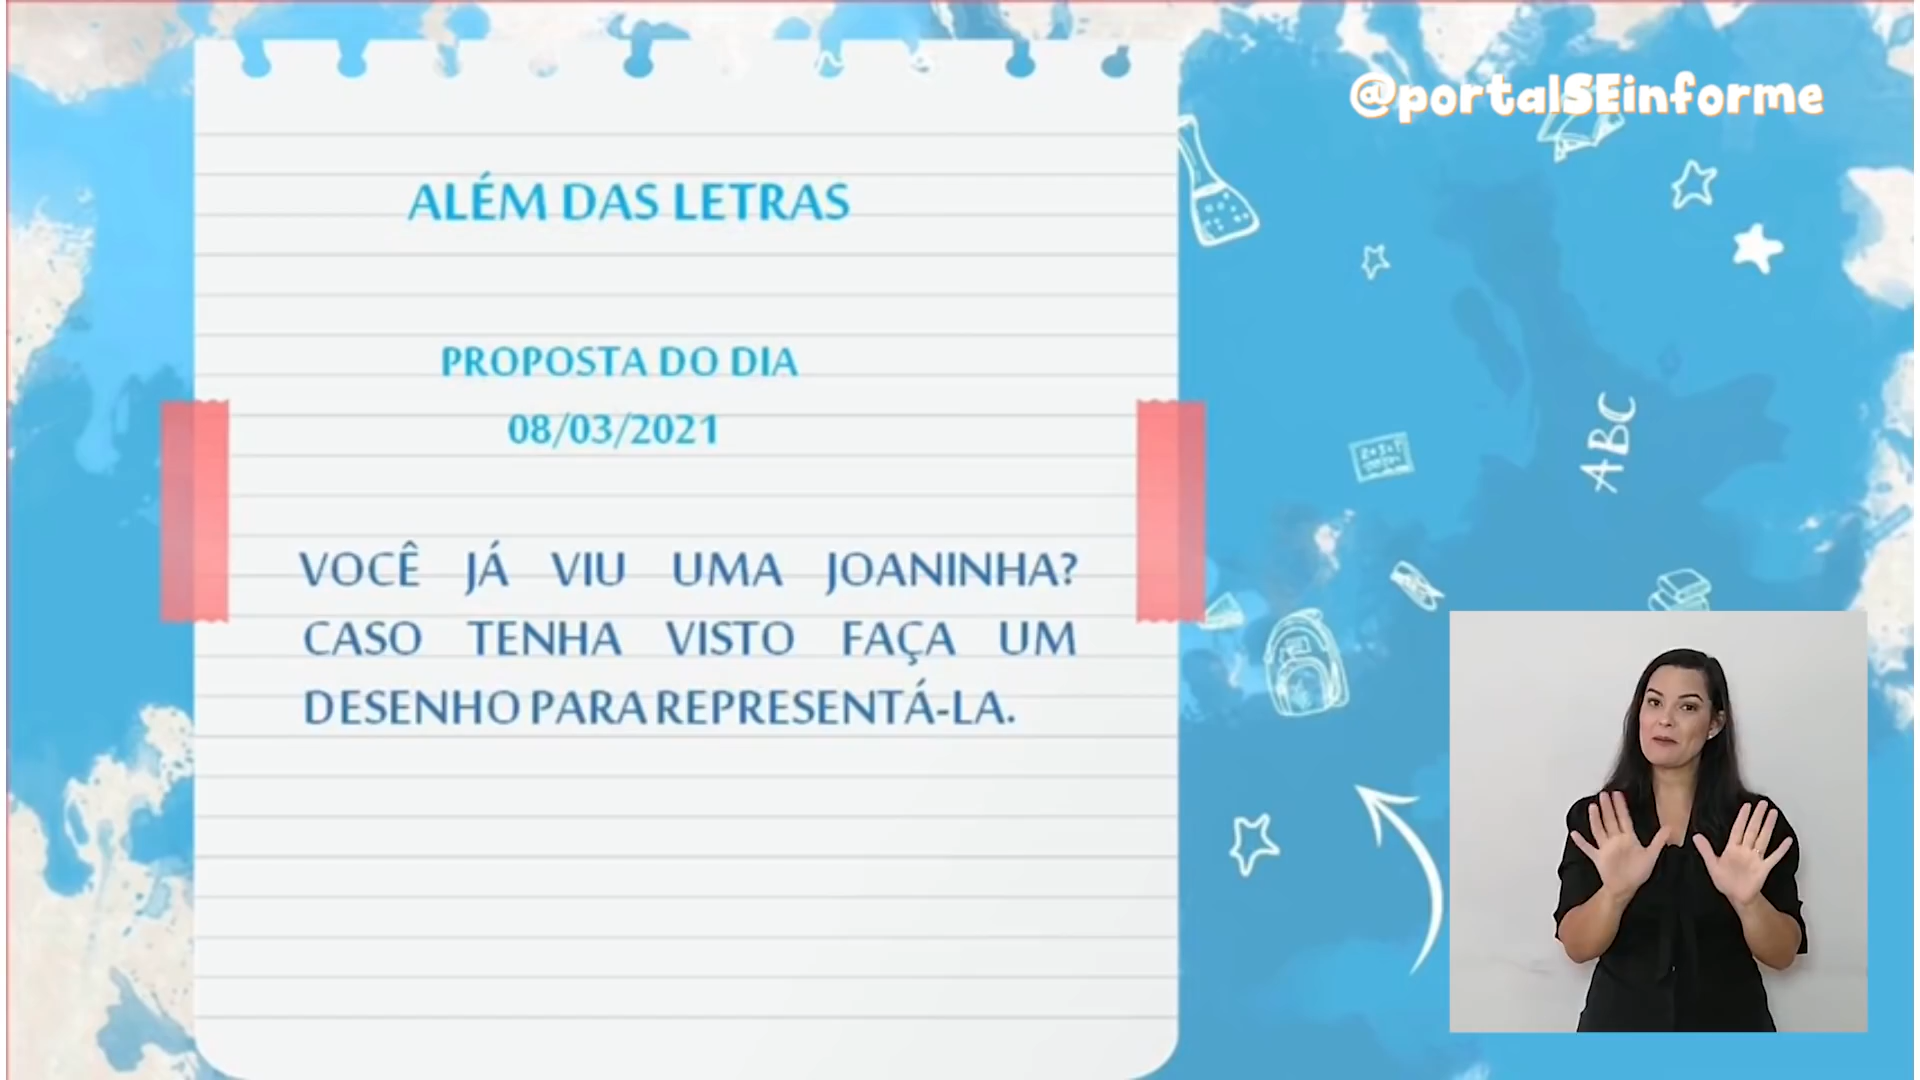 @portalSEinforme
ALÉM DAS LETRAS
PROPOSTA DO DIA
08/03/2021
VOCÊ JÁ VIU UMA JOANINHA?
CASO TENHA VISTO FAÇA UM
DESENHO PARA REPRESENTÁ-LA.
ABC